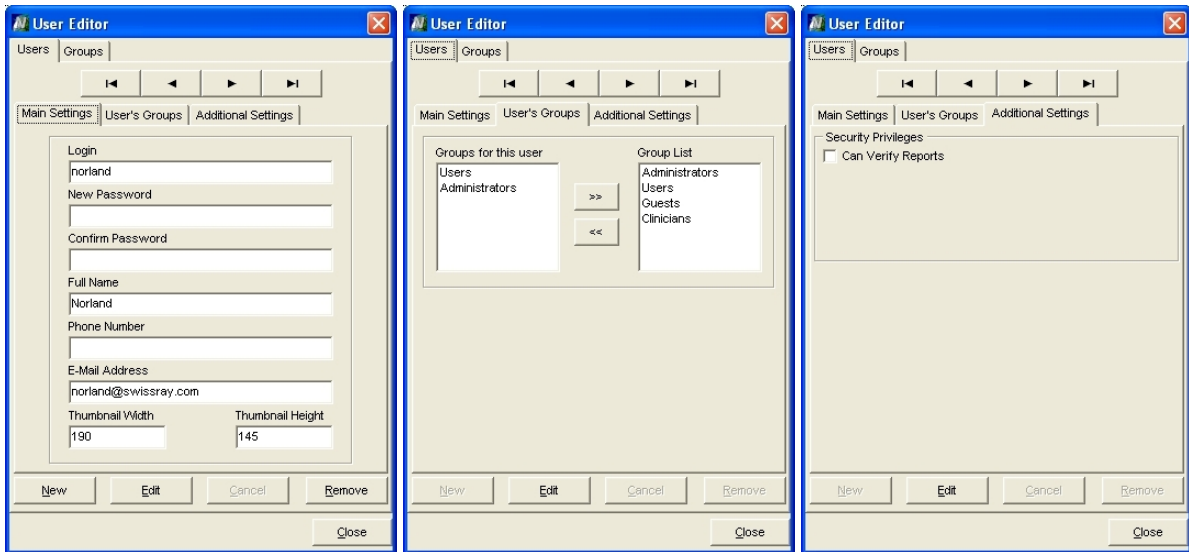 User Editor
Users Groups
Main Settings User's Groups Additional Settings
Login
norland
New Password
Confirm Password
Full Name
Norland
Phone Number
E-Mail Address
norland@swissray.com
Thumbnail Width Thumbnail Height
190 145
New Edit Cancel Remove
Close
User Editor
Users Groups
Main Settings User's Groups Additional Settings
Groups for this user Group List
Users Administrators
Administrators Users
>> Guests
<< Clinicians
New Edit Cancel Remove
Close
User Editor
Users Groups
Main Settings User's Groups Additional Settings
Security Privileges
Can Verify Reports
New Edit Cancel Remove
Close